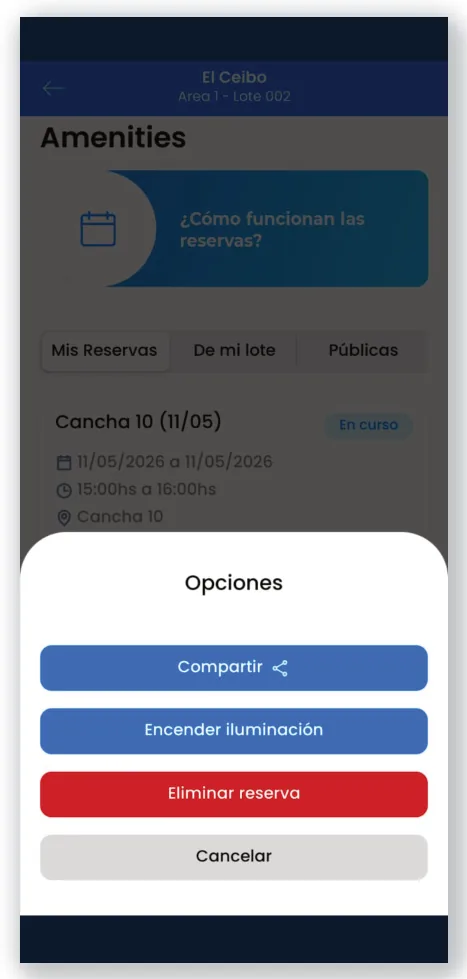 El Ceibo
Area 1 - Lote 002
Amenities
¿Cómo funcionan las
reservas?
Mis Reservas
De mi lote
Públicas
Cancha 10 (11/05)
En curso
11/05/2026 a 11/05/2026
15:00hs a 16:00hs
Cancha 10
Opciones
Compartir
Encender iluminación
Eliminar reserva
Cancelar